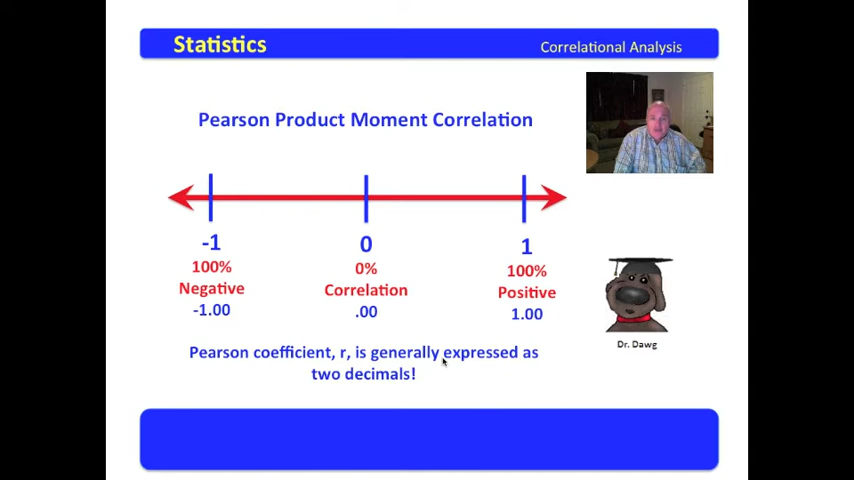 Statistics
Correlational Analysis
Pearson Product Moment Correlation
-1
0
1
100%
0%
100%
Negative
Correlation
Positive
-1.00
.00
1.00
Pearson coefficient, r, is generally expressed as
two decimals!
Dr. Dawg